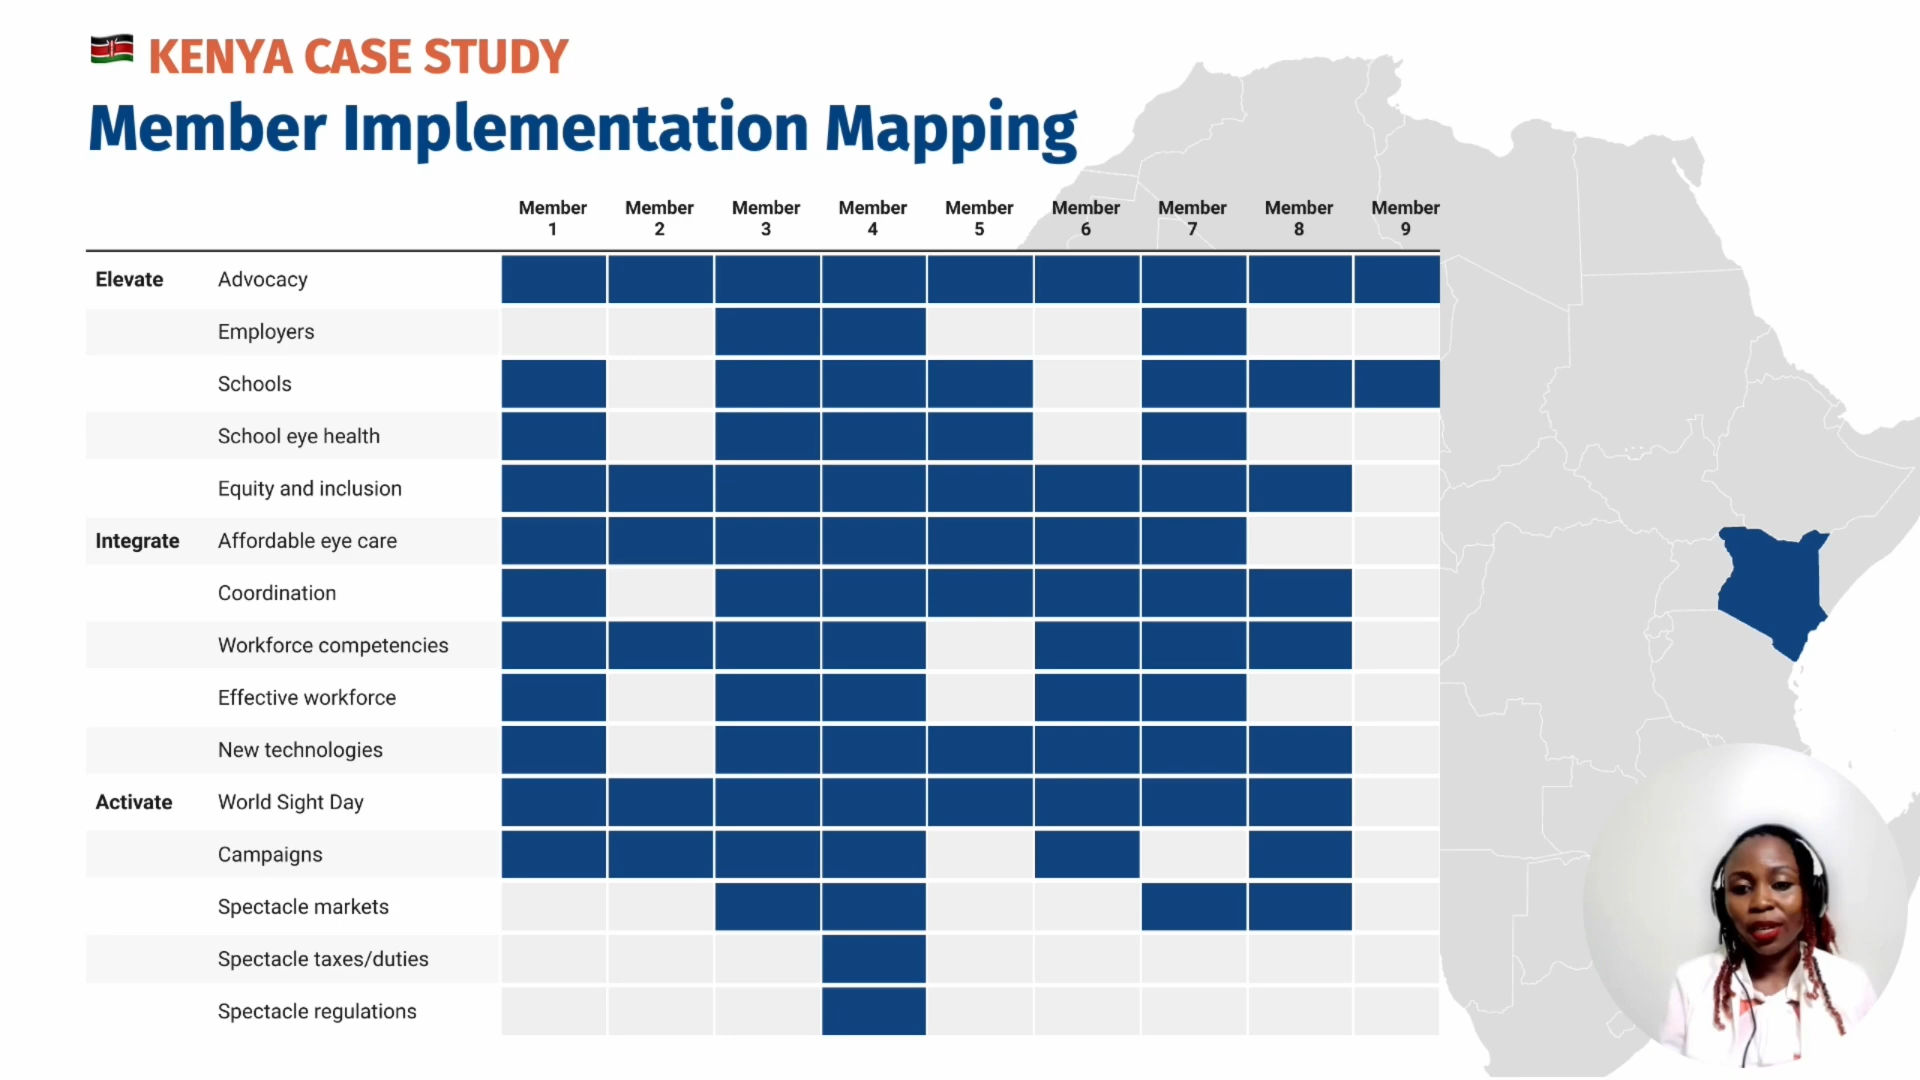 KENYA CASE STUDY
Member Implementation Mapping
Member 1
Member 2
Member 3
Member 4
Member 5
Member 6
Member 7
Member 8
Member 9
Elevate Advocacy
Employers
Schools
School eye health
Equity and inclusion
Integrate Affordable eye care
Coordination
Workforce competencies
Effective workforce
New technologies
Activate World Sight Day
Campaigns
Spectacle markets
Spectacle taxes/duties
Spectacle regulations